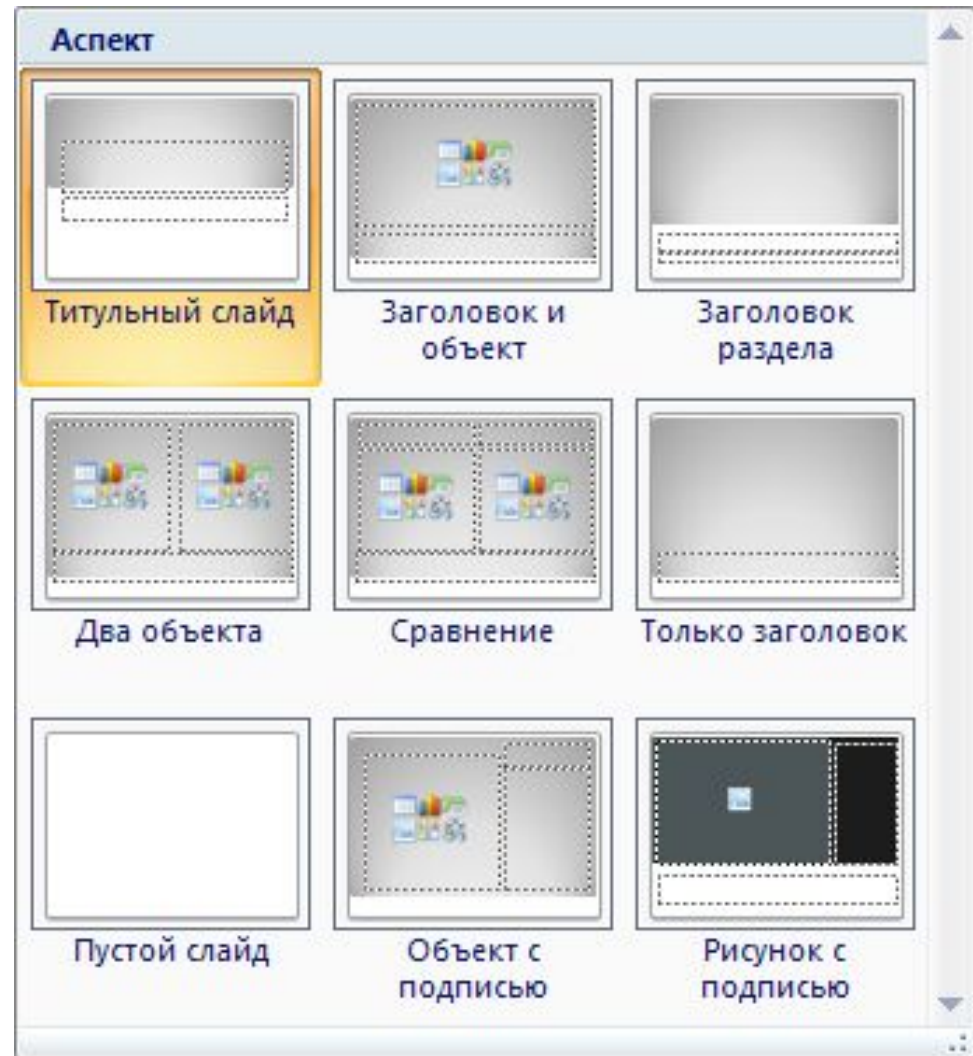 Аспект
Титульный слайд
Заголовок и
объект
Заголовок
раздела
Два объекта
Сравнение
Только заголовок
Пустой слайд
Объект с
подписью
Рисунок с
подписью